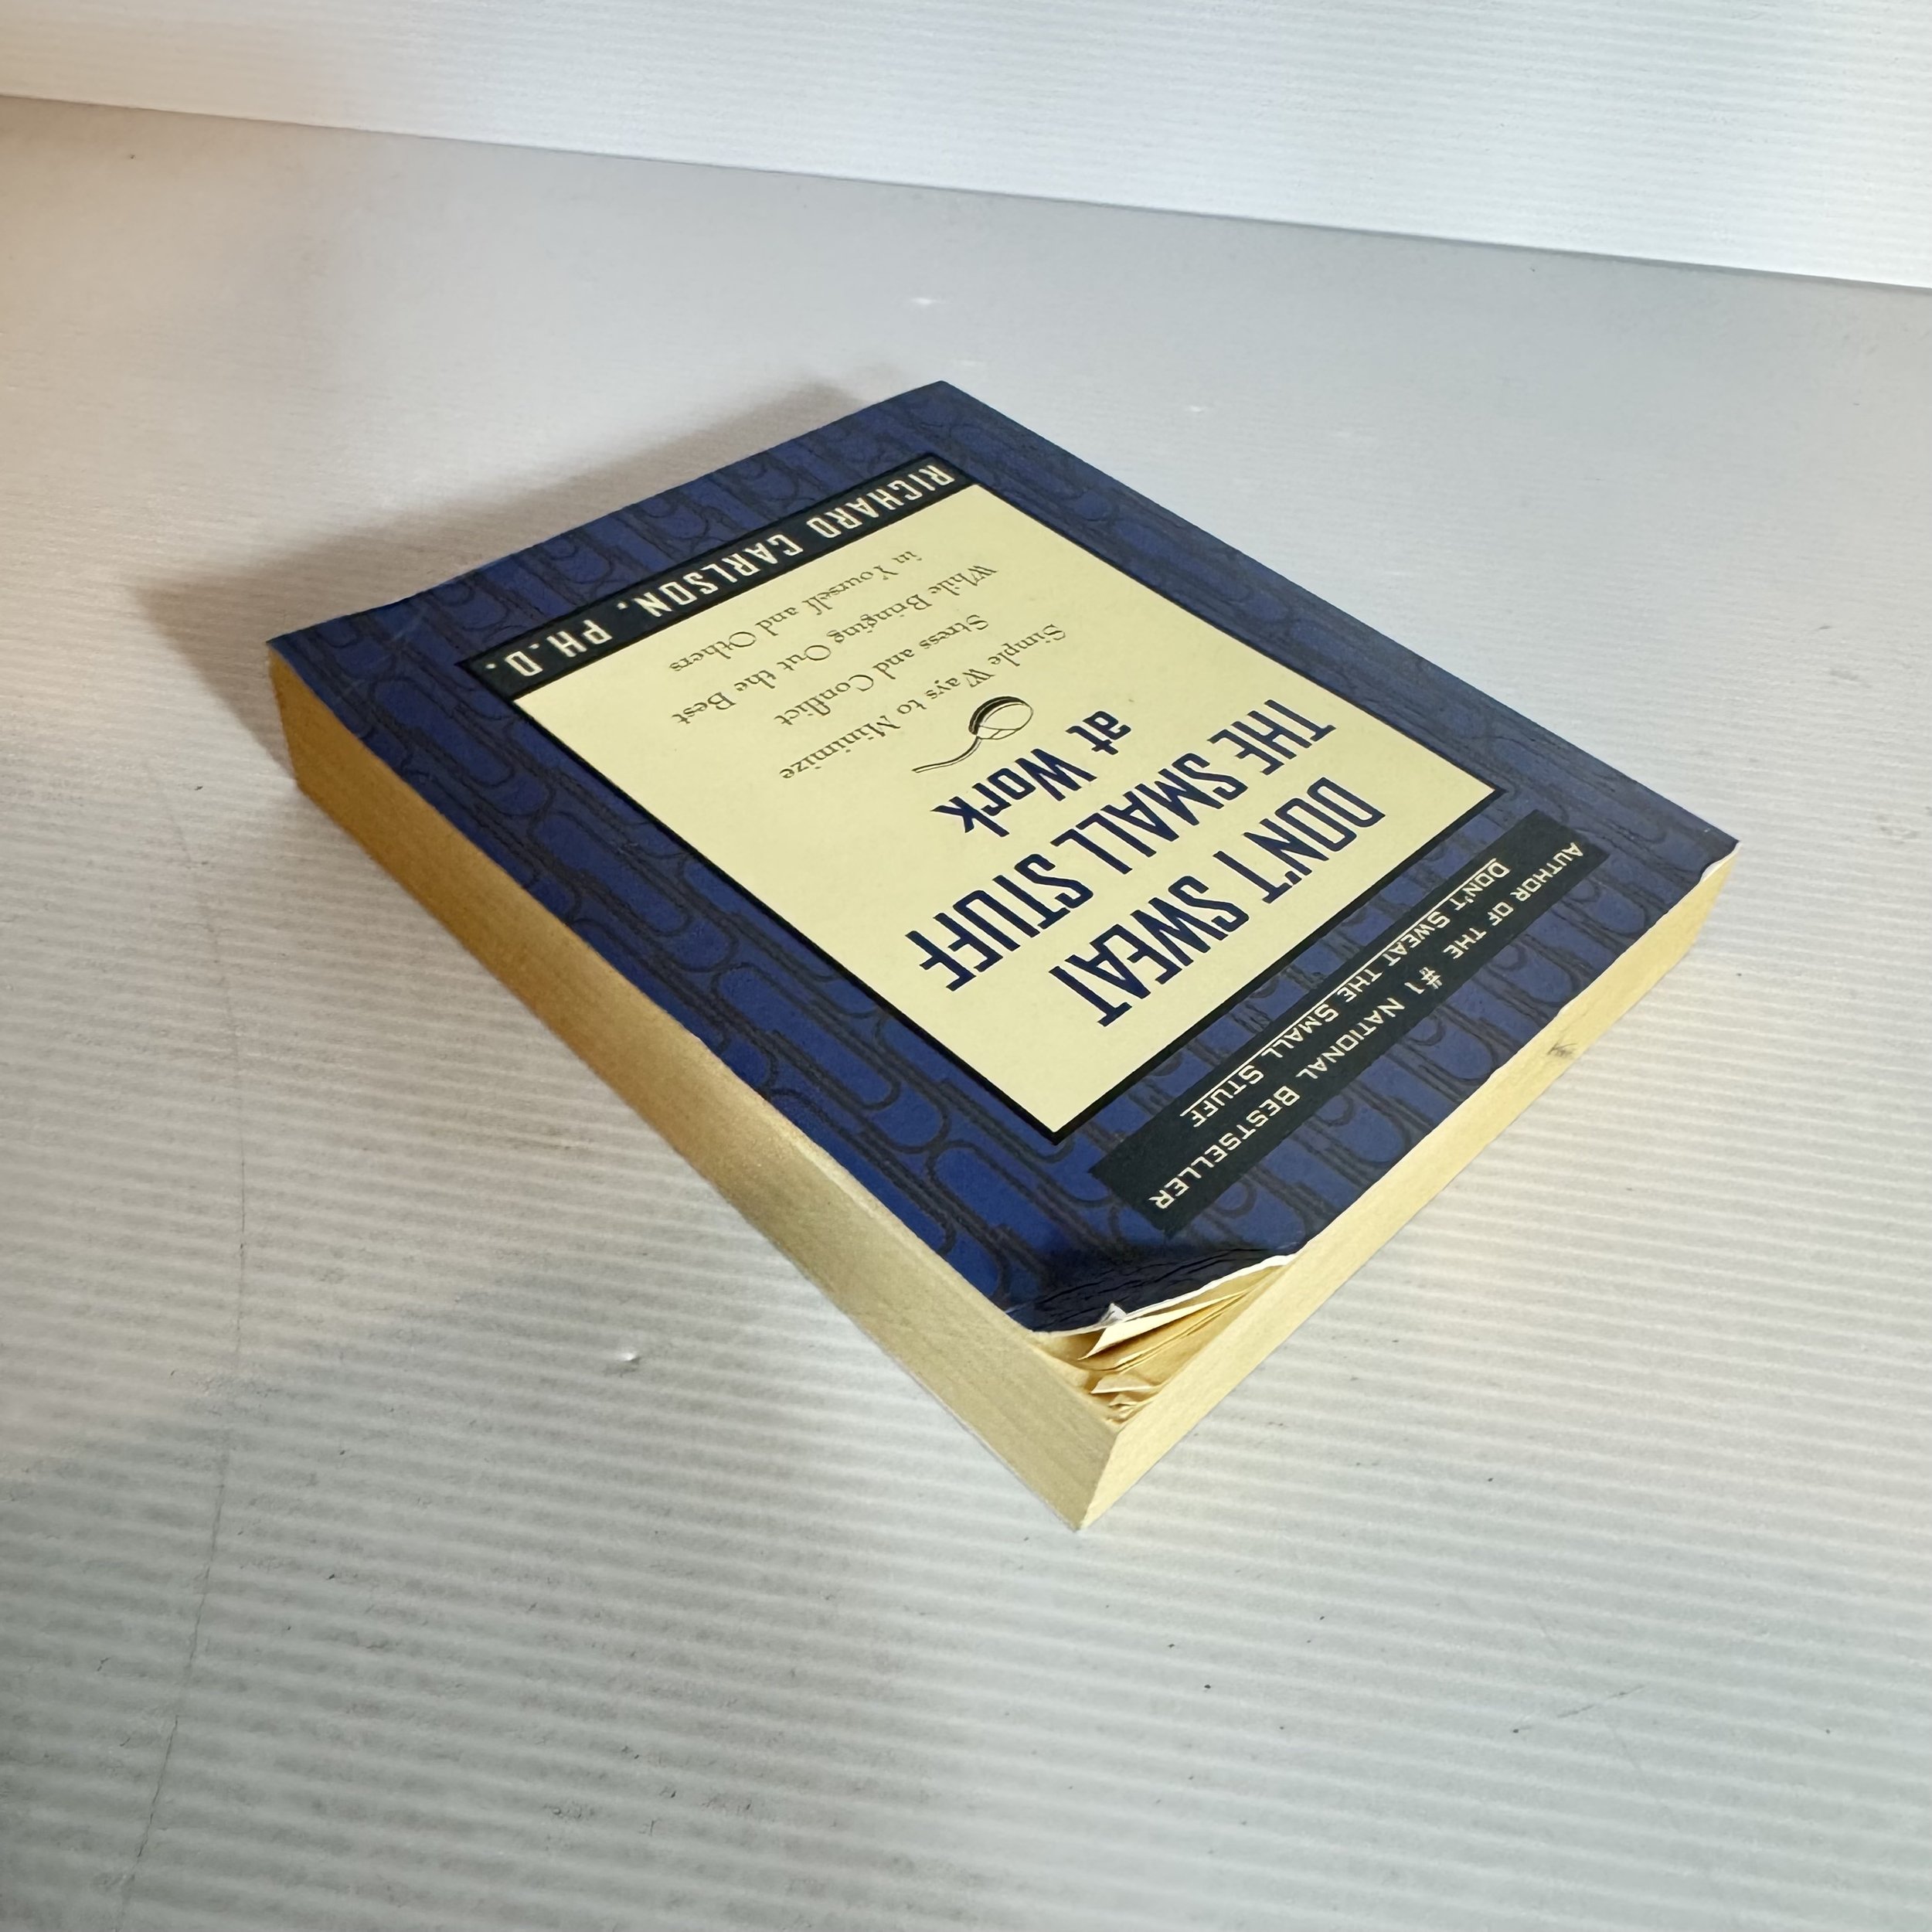 AUTHOR OF THE #1 NATIONAL BESTSELLER
DON'T SWEAT THE SMALL STUFF
DON'T SWEAT
THE SMALL STUFF
at Work
Simple Ways to Minimize
Stress and Conflict
While Bringing Out the Best
in Yourself and Others
RICHARD CARLSON, PH.D.